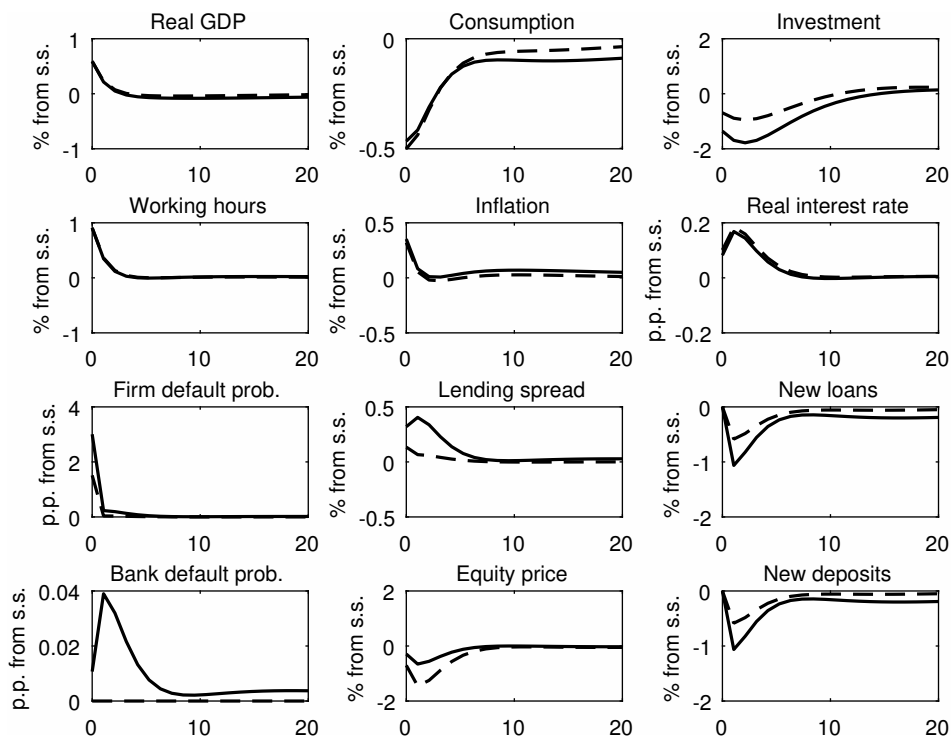 Real GDP
% from s.s.
1
0
-1
0 10 20
Consumption
% from s.s.
0
-0.5
0 10 20
Investment
% from s.s.
2
0
-2
0 10 20
Working hours
% from s.s.
1
0
-1
0 10 20
Inflation
% from s.s.
0.5
0
-0.5
0 10 20
Real interest rate
p.p. from s.s.
0.2
0
-0.2
0 10 20
Firm default prob.
p.p. from s.s.
4
2
0
0 10 20
Lending spread
% from s.s.
0.5
0
-0.5
0 10 20
New loans
% from s.s.
0
-1
-2
0 10 20
Bank default prob.
p.p. from s.s.
0.04
0.02
0
0 10 20
Equity price
% from s.s.
2
0
-2
0 10 20
New deposits
% from s.s.
0
-1
-2
0 10 20